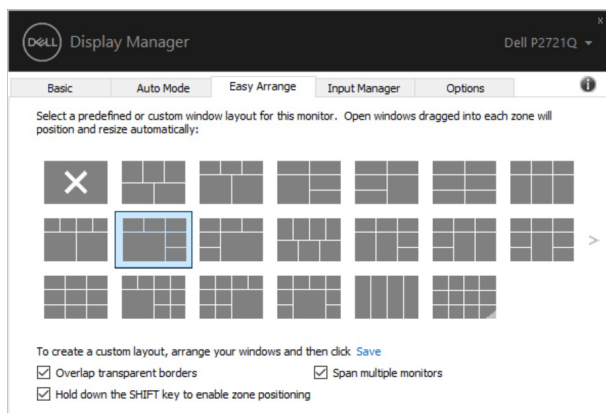 DELL Display Manager
Dell P2721Q
Basic
Auto Mode
Easy Arrange
Input Manager
Options
Select a predefined or custom window layout for this monitor. Open windows dragged into each zone will
position and resize automatically:
To create a custom layout, arrange your windows and then click Save
Overlap transparent borders
Span multiple monitors
Hold down the SHIFT key to enable zone positioning